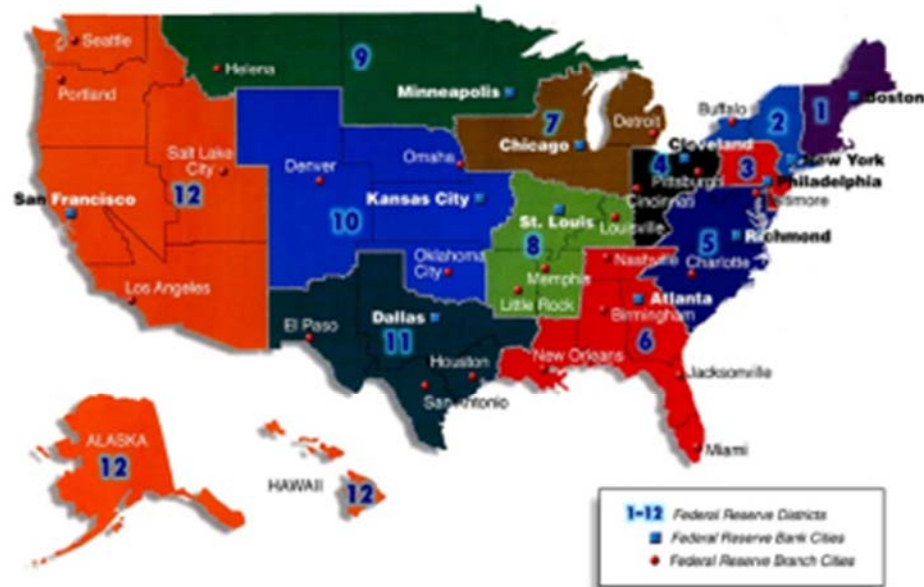 Seattle
Portland
Helena
9
Minneapolis
7
Chicago
Detroit
Buffalo
2
1
Boston
New York
Cleveland
4
Pittsburgh
3
Philadelphia
Cincinnati
Salt Lake
City
12
San Francisco
Los Angeles
Denver
Omaha
10
Kansas City
Oklahoma
City
St. Louis
8
Louisville
Memphis
Little Rock
5
Richmond
Charlotte
Nashville
Atlanta
Birmingham
6
New Orleans
Jacksonville
Miami
El Paso
Dallas
11
Houston
San Antonio
ALASKA
12
HAWAII
12
1-12 Federal Reserve Districts
Federal Reserve Bank Cities
Federal Reserve Branch Cities